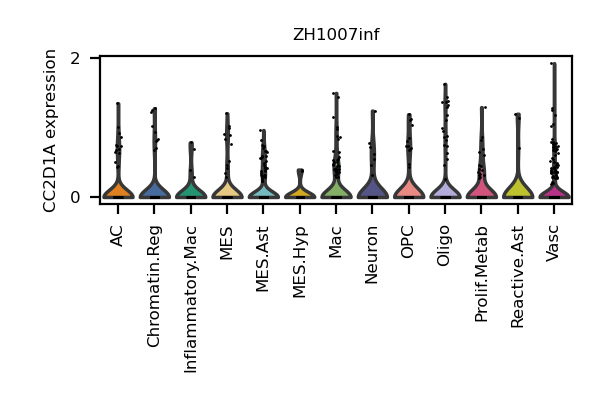 ZH1007inf
CC2D1A expression
2
0
AC
Chromatin.Reg
Inflammatory.Mac
MES
MES.Ast
MES.Hyp
Mac
Neuron
OPC
Oligo
Prolif.Metab
Reactive.Ast
Vasc